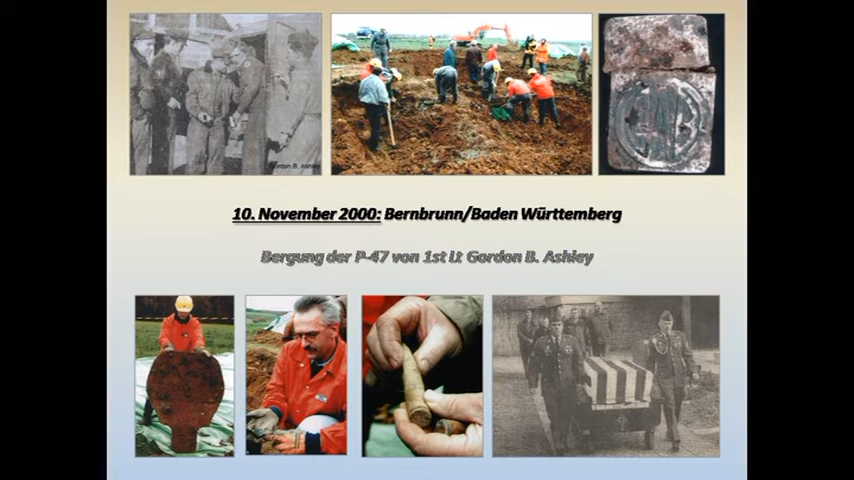 Gordon B. Ashley
10. November 2000: Bernbrunn/Baden Württemberg
Bergung der P-47 von 1st Lt Gordon B. Ashley